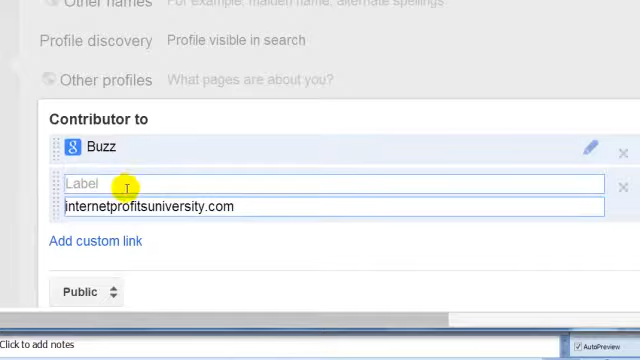 Other names For example, maiden name, alternate spellings
Profile discovery Profile visible in search
Other profiles What pages are about you?
Contributor to
g Buzz
Label
internetprofitsuniversity.com
Add custom link
Public
Click to add notes
AutoPreview